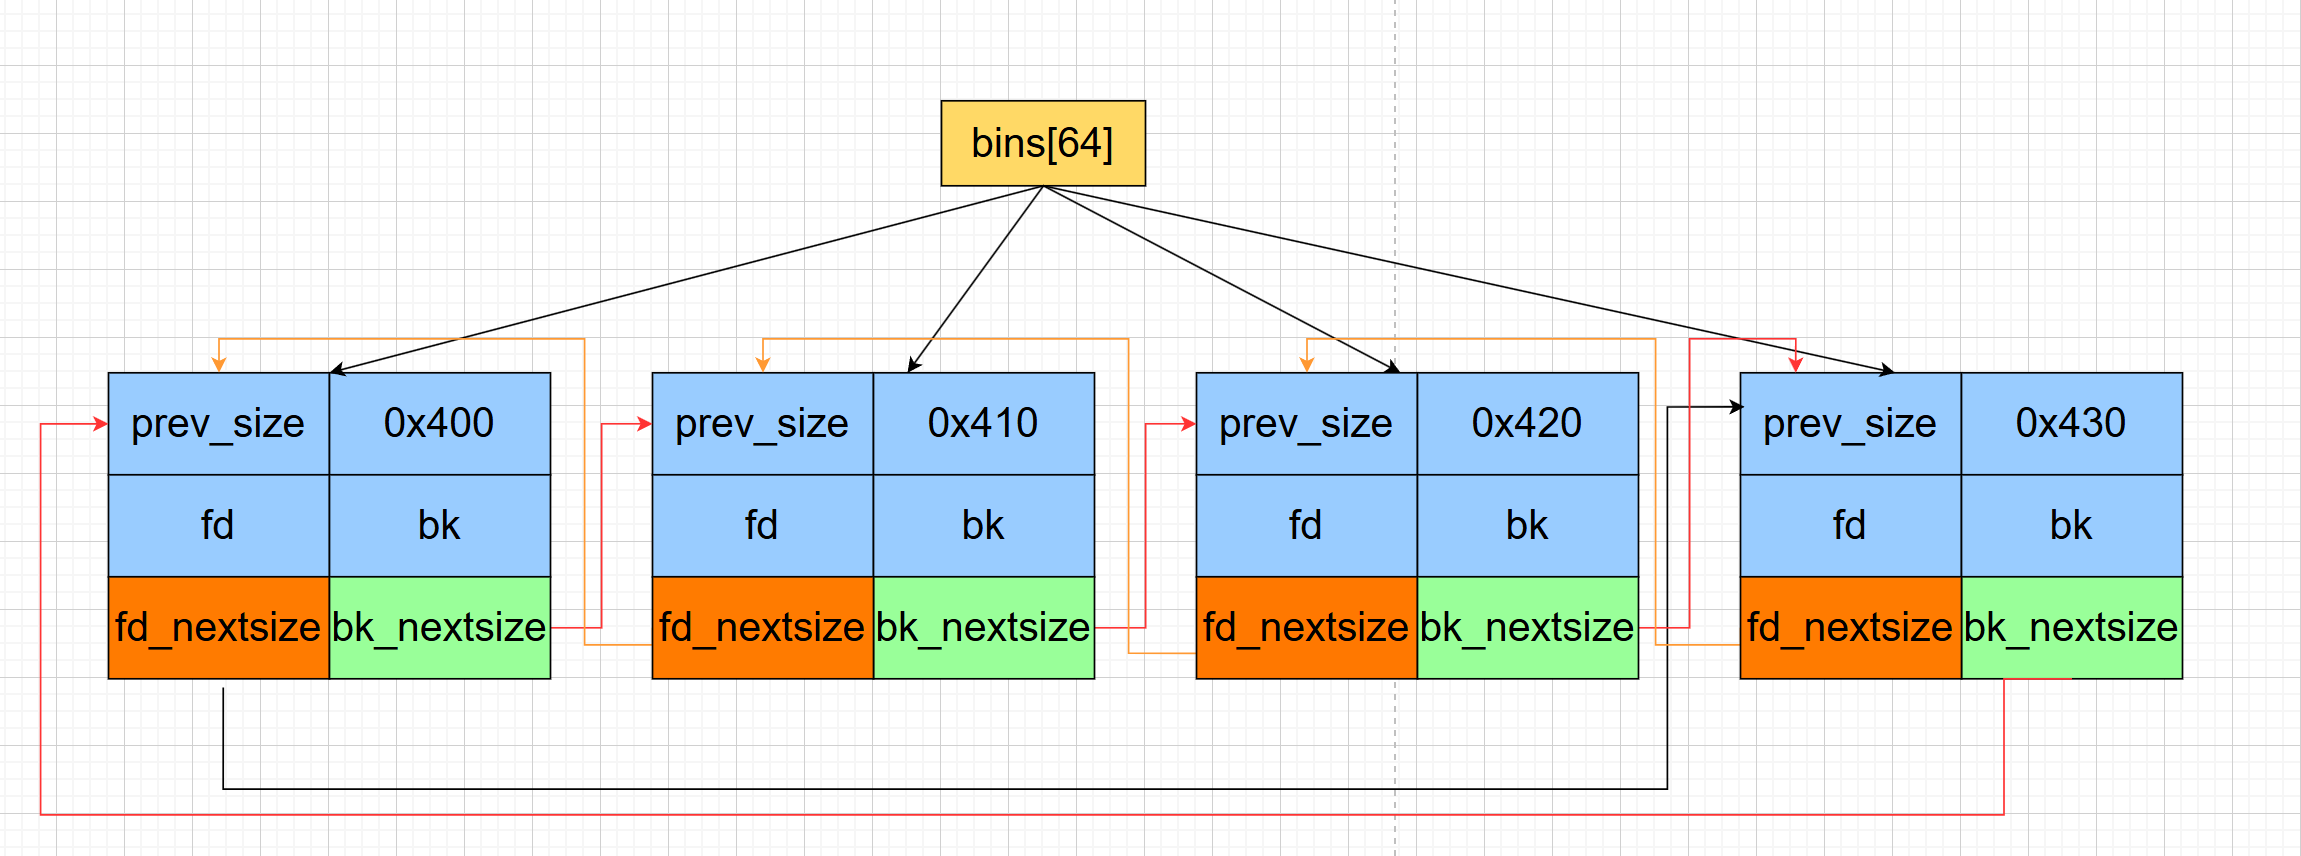 bins[64]
prev_size 0x400 prev_size 0x410 prev_size 0x420 prev_size 0x430
fd bk fd bk fd bk fd bk
fd_nextsize bk_nextsize fd_nextsize bk_nextsize fd_nextsize bk_nextsize fd_nextsize bk_nextsize